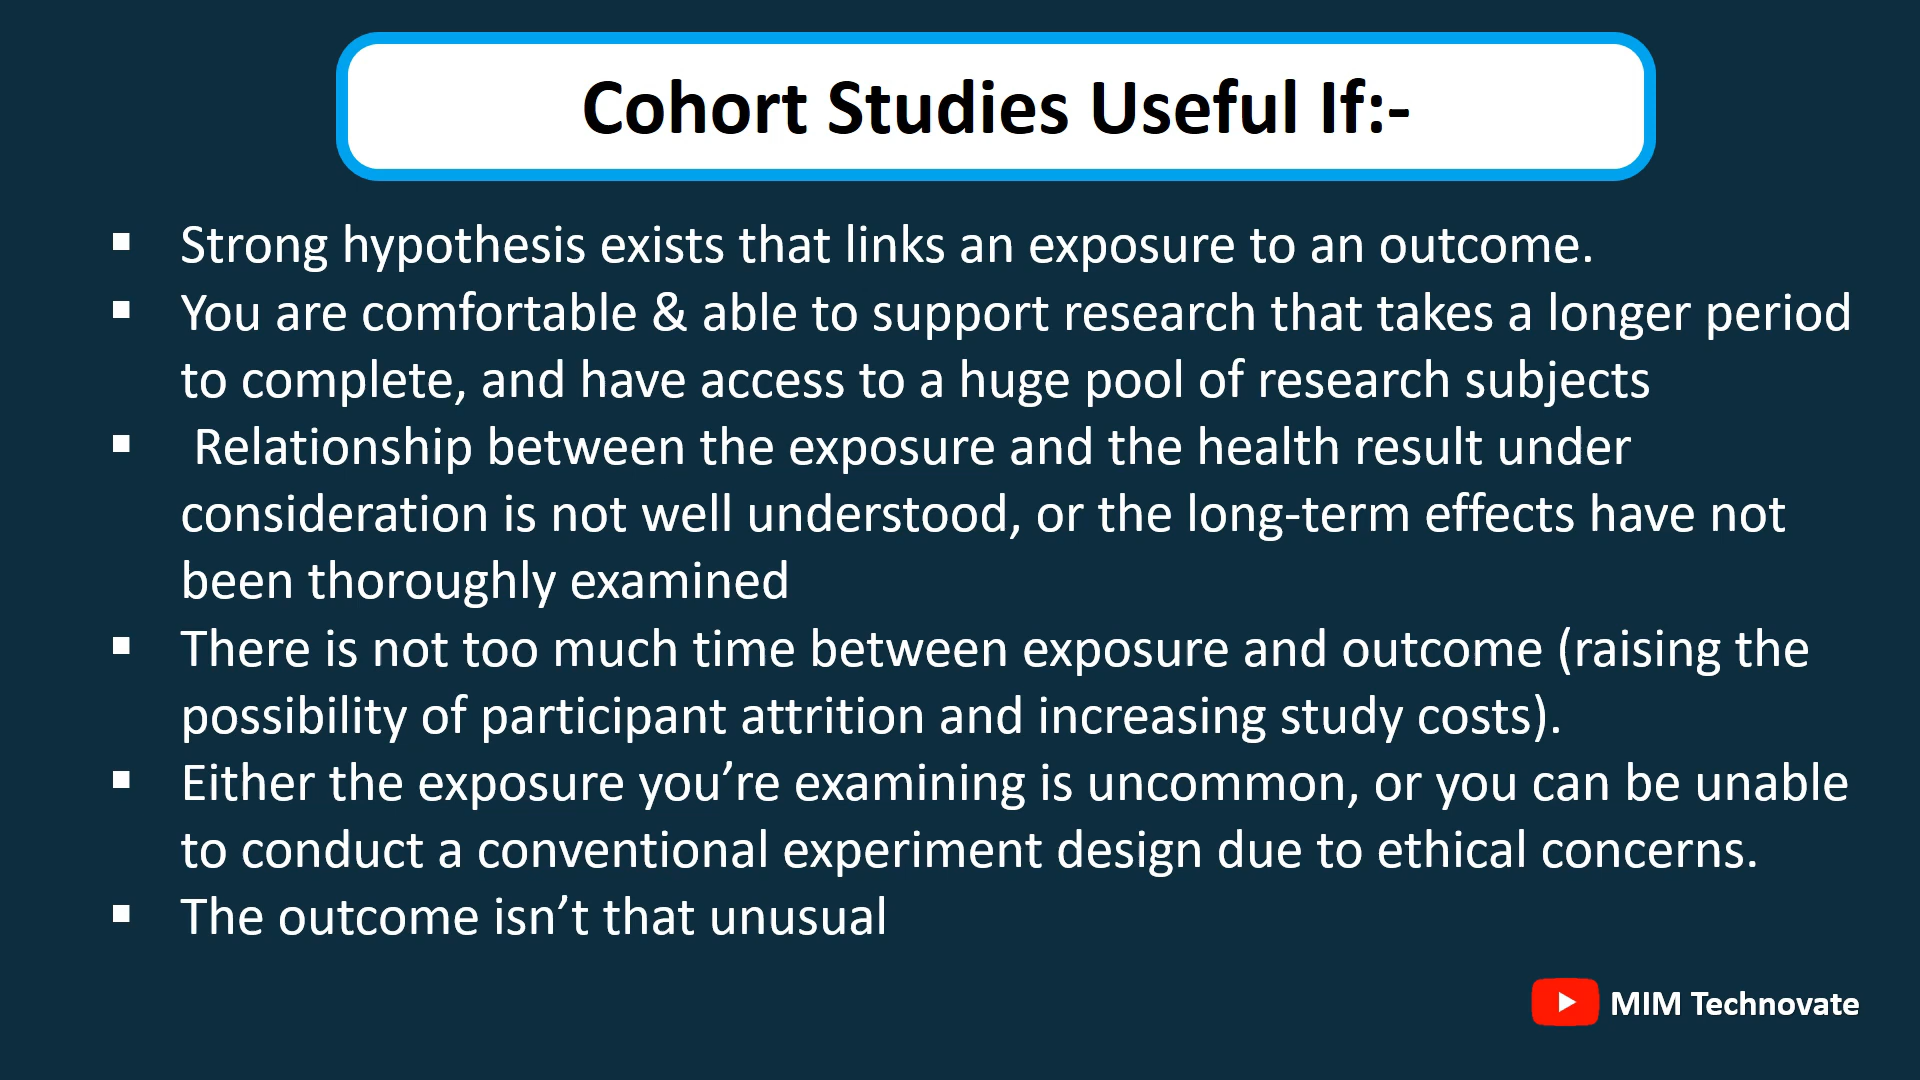 Cohort Studies Useful If:-
▪ Strong hypothesis exists that links an exposure to an outcome.
▪ You are comfortable & able to support research that takes a longer period
to complete, and have access to a huge pool of research subjects
▪ Relationship between the exposure and the health result under
consideration is not well understood, or the long-term effects have not
been thoroughly examined
▪ There is not too much time between exposure and outcome (raising the
possibility of participant attrition and increasing study costs).
▪ Either the exposure you’re examining is uncommon, or you can be unable
to conduct a conventional experiment design due to ethical concerns.
▪ The outcome isn’t that unusual
MIM Technovate